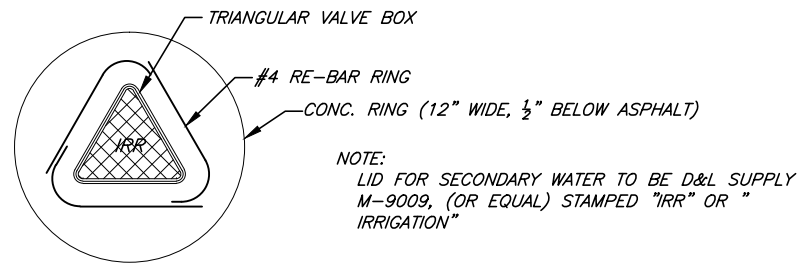 TRIANGULAR VALVE BOX
#4 RE-BAR RING
CONC. RING (12" WIDE, ½" BELOW ASPHALT)
IRR
NOTE:
LID FOR SECONDARY WATER TO BE D&L SUPPLY
M-9009, (OR EQUAL) STAMPED "IRR" OR "
IRRIGATION"